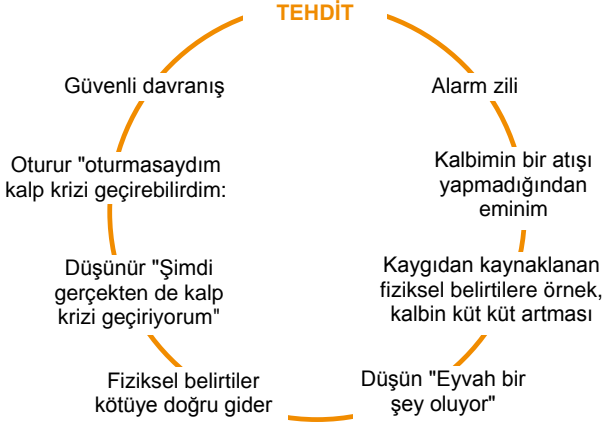 TEHDİT
Alarm zili
Kalbimin bir atışı
yapmadığından
eminim
Kaygıdan kaynaklanan
fiziksel belirtilere örnek,
kalbin küt küt artması
Düşün "Eyvah bir
şey oluyor"
Fiziksel belirtiler
kötüye doğru gider
Düşünür "Şimdi
gerçekten de kalp
krizi geçiriyorum"
Oturur "oturmasaydım
kalp krizi geçirebilirdim:
Güvenli davranış